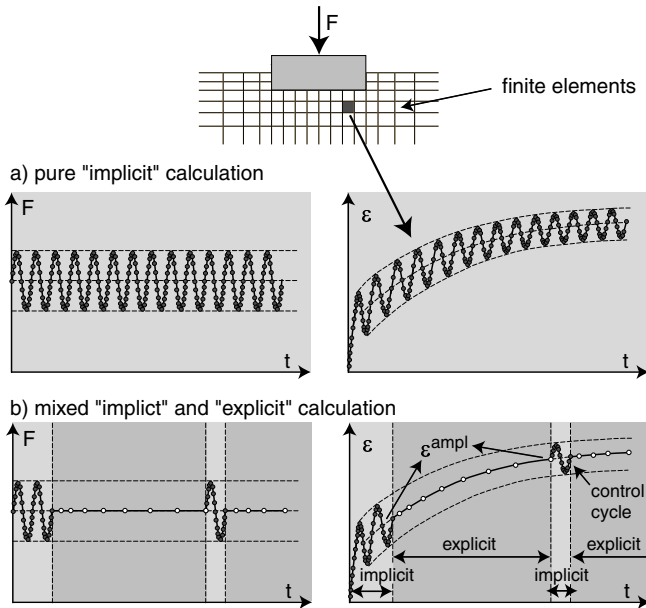 F
finite elements
a) pure "implicit" calculation
F
t
ε
t
b) mixed "implict" and "explicit" calculation
F
t
ε
ε^ampl
control
cycle
explicit
explicit
implicit
implicit
t